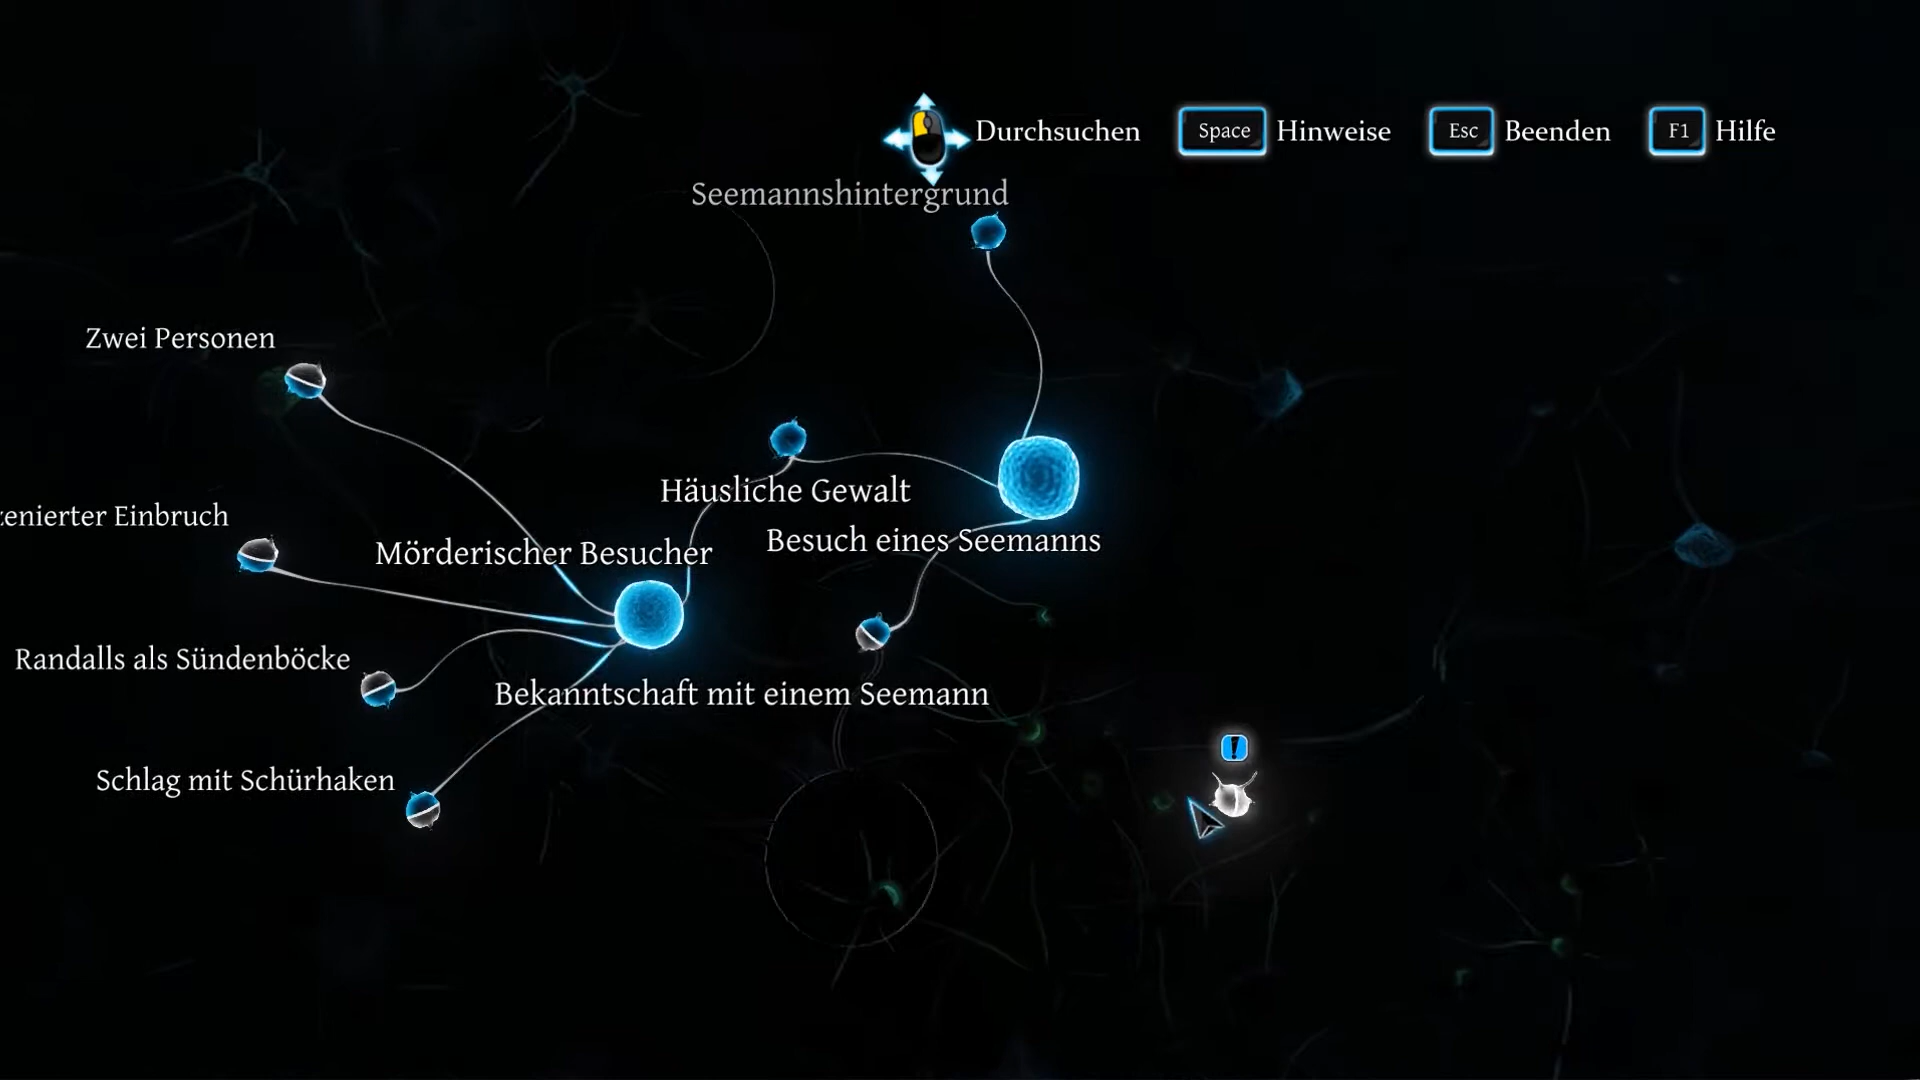 Durchsuchen
Space Hinweise
Esc Beenden
F1 Hilfe
Seemannshintergrund
Zwei Personen
Häusliche Gewalt
zenierter Einbruch
Mörderischer Besucher
Besuch eines Seemanns
Randalls als Sündenböcke
Bekanntschaft mit einem Seemann
Schlag mit Schürhaken
!